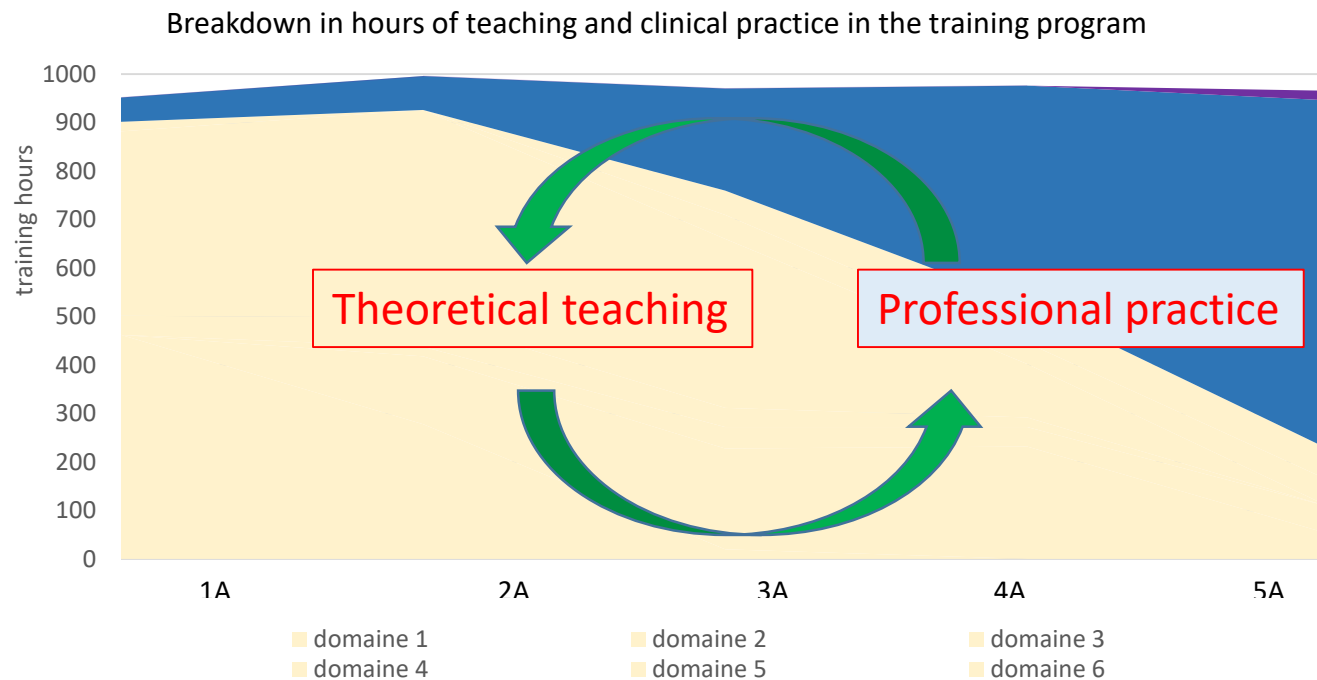 Breakdown in hours of teaching and clinical practice in the training program
1000
900
800
700
600
500
400
300
200
100
0
training hours
Theoretical teaching
Professional practice
1A 2A 3A 4A 5A
domaine 1 domaine 2 domaine 3
domaine 4 domaine 5 domaine 6